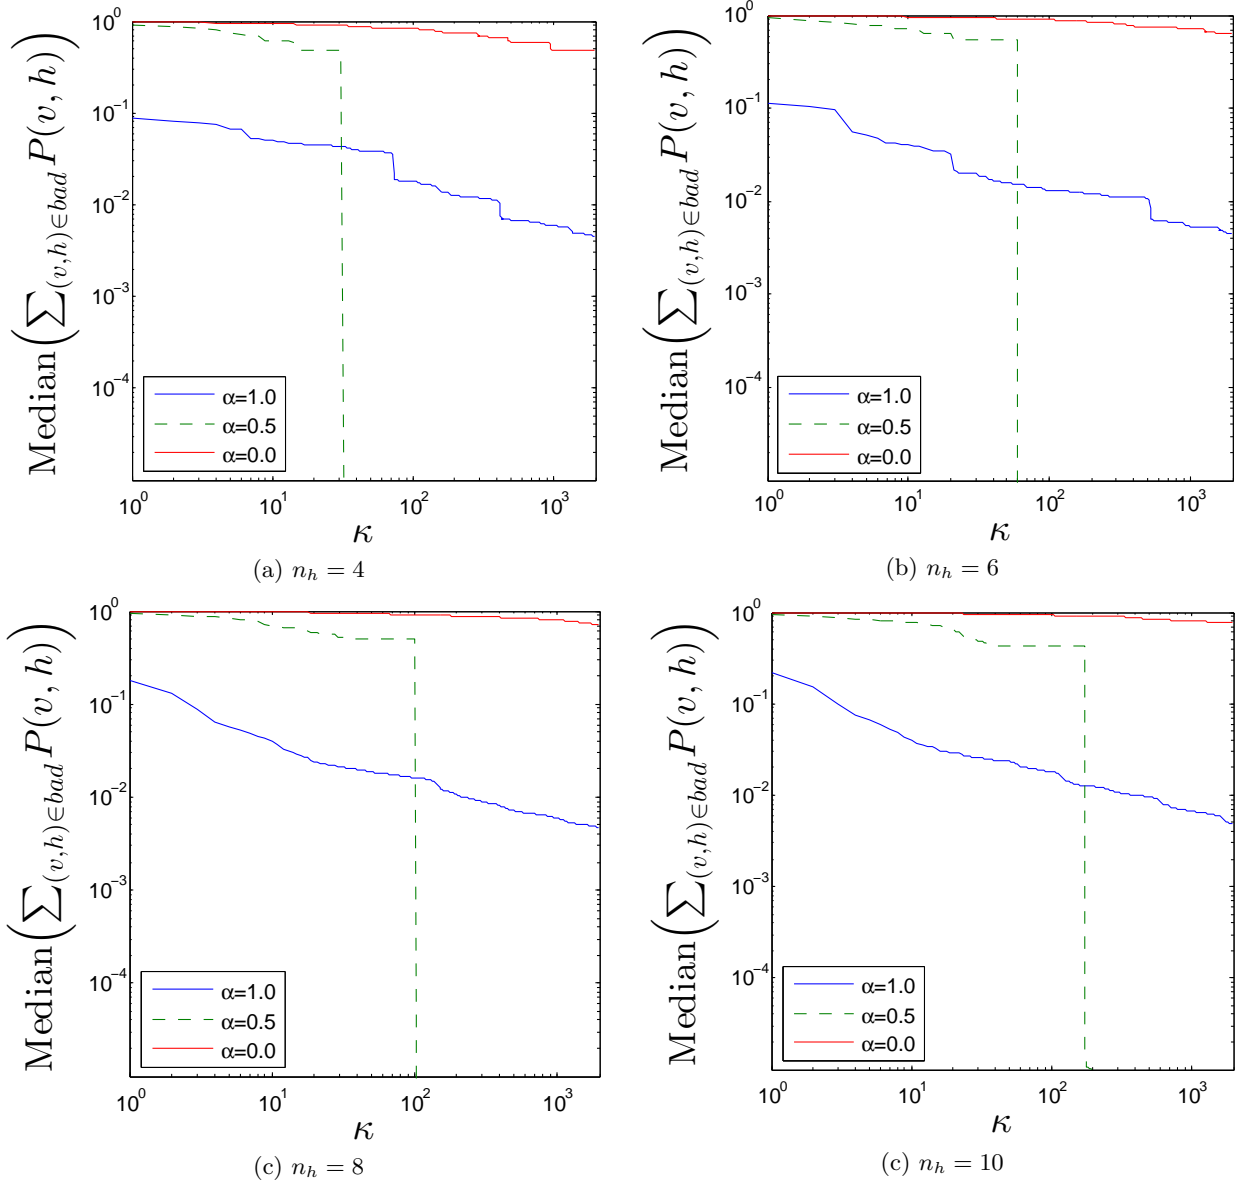 Median(∑_{(v,h)∈bad} P(v, h))
10^0
10^{-1}
10^{-2}
10^{-3}
10^{-4}
α=1.0
α=0.5
α=0.0
10^0 10^1 10^2 10^3
κ
(a) n_h = 4
Median(∑_{(v,h)∈bad} P(v, h))
10^0
10^{-1}
10^{-2}
10^{-3}
10^{-4}
α=1.0
α=0.5
α=0.0
10^0 10^1 10^2 10^3
κ
(b) n_h = 6
Median(∑_{(v,h)∈bad} P(v, h))
10^0
10^{-1}
10^{-2}
10^{-3}
10^{-4}
α=1.0
α=0.5
α=0.0
10^0 10^1 10^2 10^3
κ
(c) n_h = 8
Median(∑_{(v,h)∈bad} P(v, h))
10^0
10^{-1}
10^{-2}
10^{-3}
10^{-4}
α=1.0
α=0.5
α=0.0
10^0 10^1 10^2 10^3
κ
(c) n_h = 10